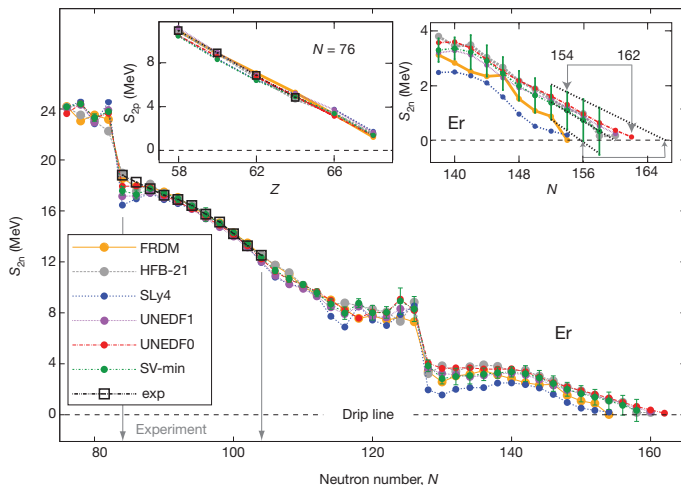 S2n (MeV)
24
20
16
12
8
4
0
80
100
120
140
160
Neutron number, N
S2p (MeV)
12
8
4
0
58
62
66
Z
N = 76
S2n (MeV)
4
2
0
140
148
156
164
N
154
162
Er
FRDM
HFB-21
SLy4
UNEDF1
UNEDF0
SV-min
exp
Experiment
Drip line
Er